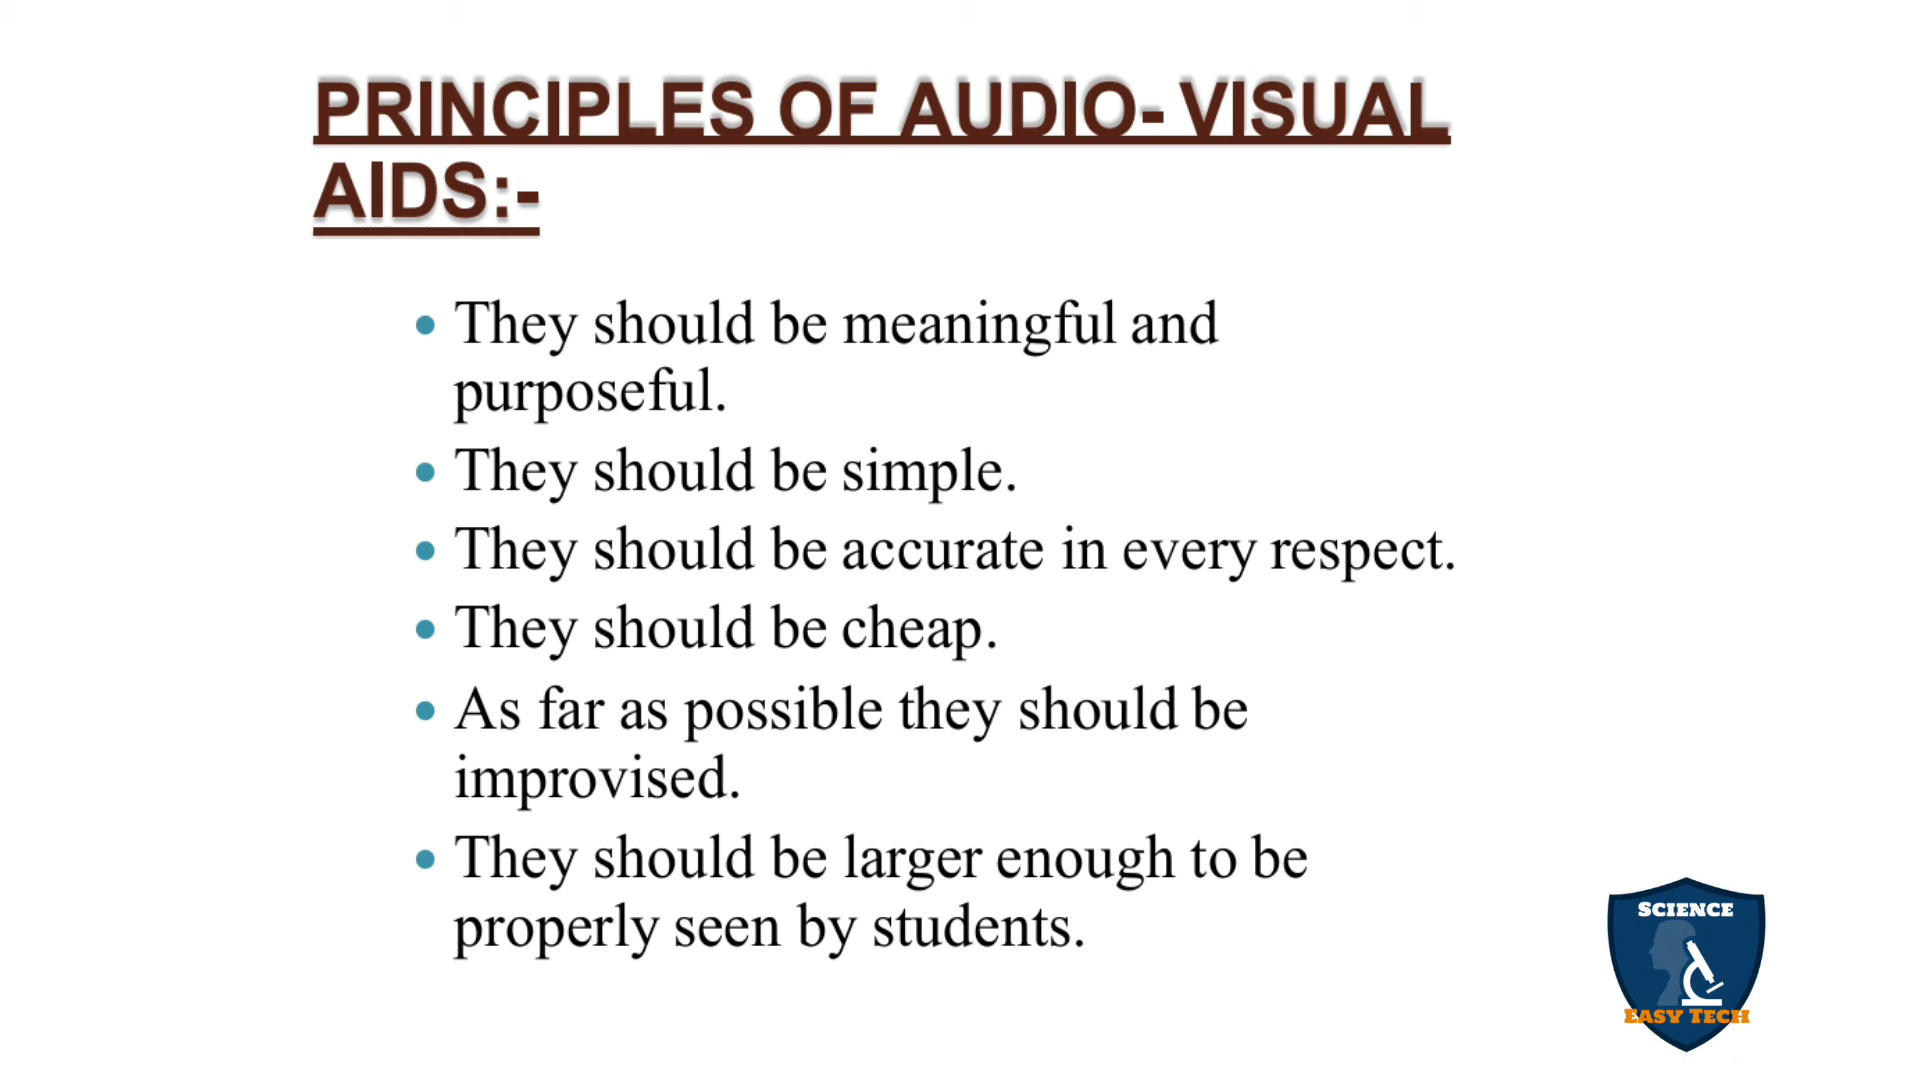 PRINCIPLES OF AUDIO- VISUAL
AIDS:-
• They should be meaningful and
purposeful.
• They should be simple.
• They should be accurate in every respect.
• They should be cheap.
• As far as possible they should be
improvised.
• They should be larger enough to be
properly seen by students.
SCIENCE
EASY TECH